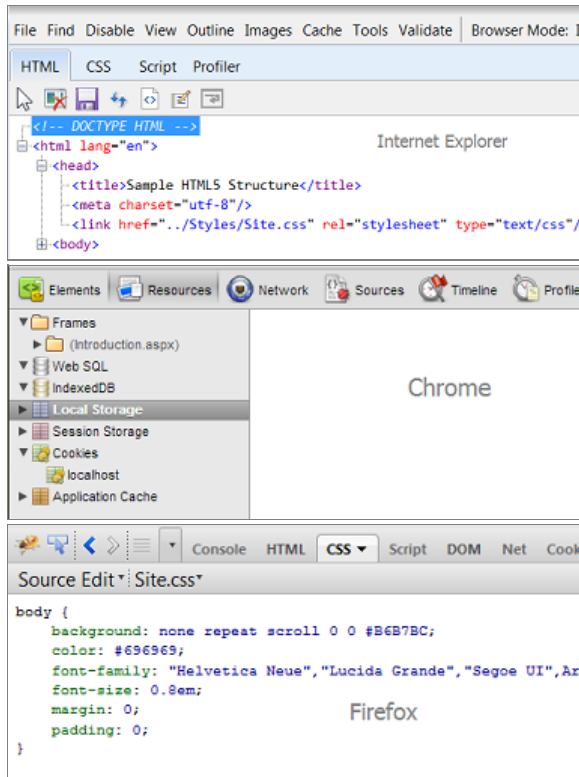 File Find Disable View Outline Images Cache Tools Validate Browser Mode: I
HTML CSS Script Profiler
<!-- DOCTYPE HTML -->
Internet Explorer
<html lang="en">
<head>
<title>Sample HTML5 Structure</title>
<meta charset="utf-8"/>
<link href="../Styles/Site.css" rel="stylesheet" type="text/css"/
<body>
Elements Resources Network Sources Timeline Profile
Frames
(Introduction.aspx)
Web SQL
IndexedDB
Chrome
Local Storage
Session Storage
Cookies
localhost
Application Cache
Console HTML CSS Script DOM Net Cook
Source Edit Site.css
body {
background: none repeat scroll 0 0 #B6B7BC;
color: #696969;
font-family: "Helvetica Neue","Lucida Grande","Segoe UI",Ar
font-size: 0.8em;
margin: 0;
Firefox
padding: 0;
}